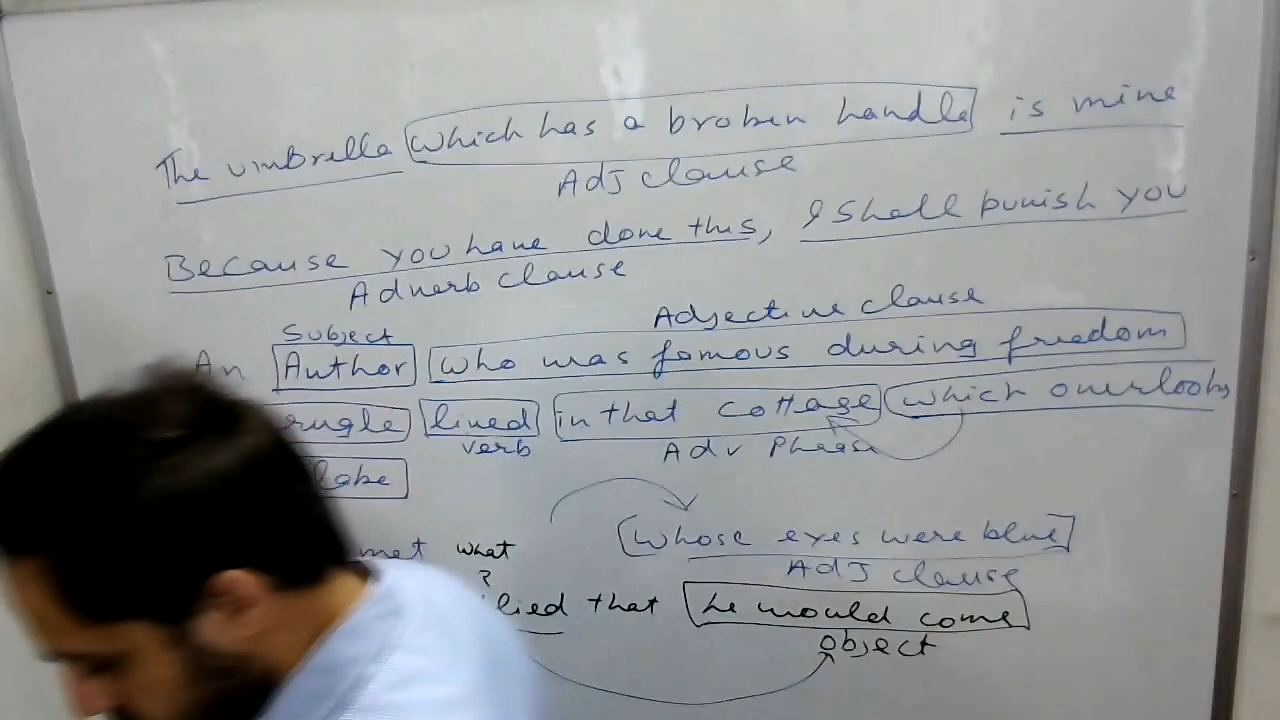 The umbrella which has a broken handle is mine
Adj clause
Because you have done this, I shall punish you
Adverb clause
Adjective clause
Subject
An Author who was famous during freedom
lived in that cottage which overlooks
verb Adv Phrase
met what whose eyes were blue
?
Adj clause
that he would come
object